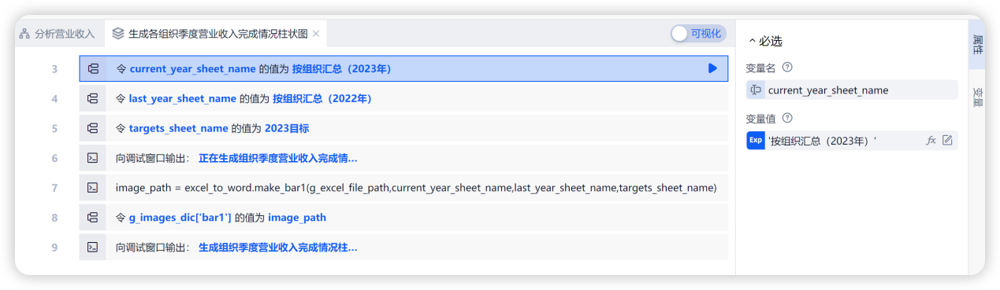 分析营业收入
生成各组织季度营业收入完成情况柱状图
可视化
3 令 current_year_sheet_name 的值为 按组织汇总（2023年）
4 令 last_year_sheet_name 的值为 按组织汇总（2022年）
5 令 targets_sheet_name 的值为 2023目标
6 向调试窗口输出： 正在生成组织季度营业收入完成情...
7 image_path = excel_to_word.make_bar1(g_excel_file_path,current_year_sheet_name,last_year_sheet_name,targets_sheet_name)
8 令 g_images_dic['bar1'] 的值为 image_path
9 向调试窗口输出： 生成组织季度营业收入完成情况柱...
必选
变量名
current_year_sheet_name
变量值
Exp '按组织汇总（2023年）' fx
属性
变量